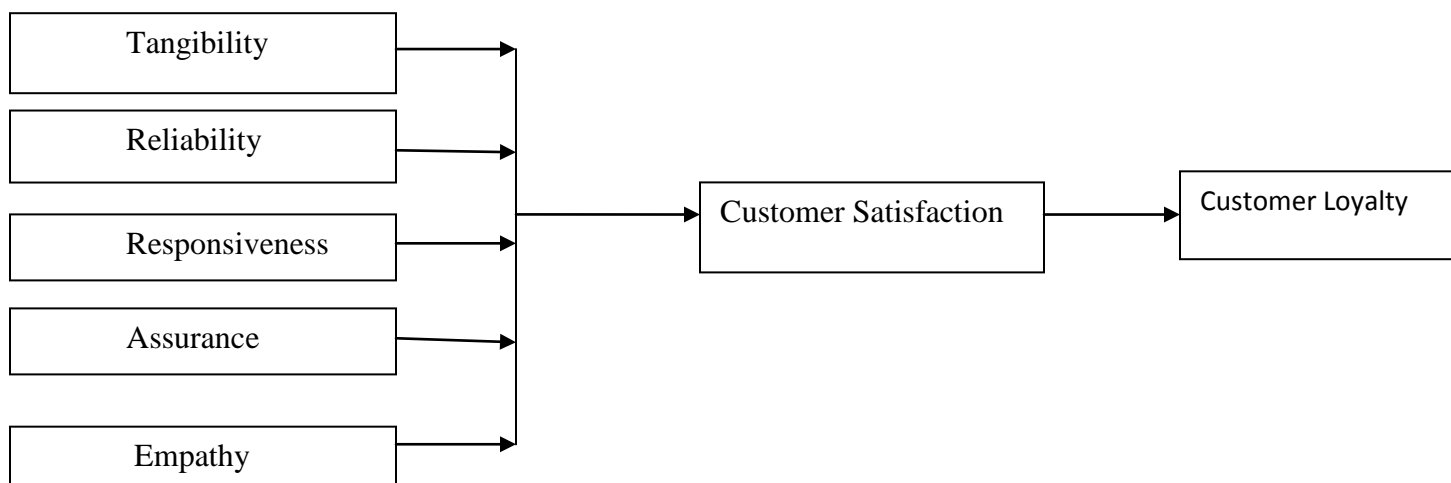 Tangibility
Reliability
Responsiveness
Assurance
Empathy
Customer Satisfaction
Customer Loyalty